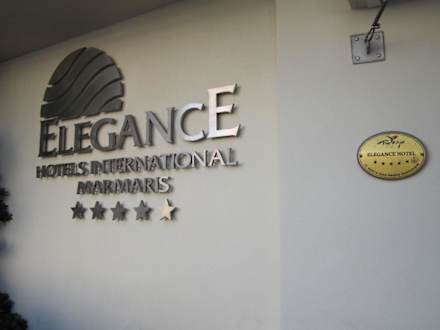 ELEGANCE
HOTELS INTERNATIONAL
MARMARIS
ELEGANCE HOTEL